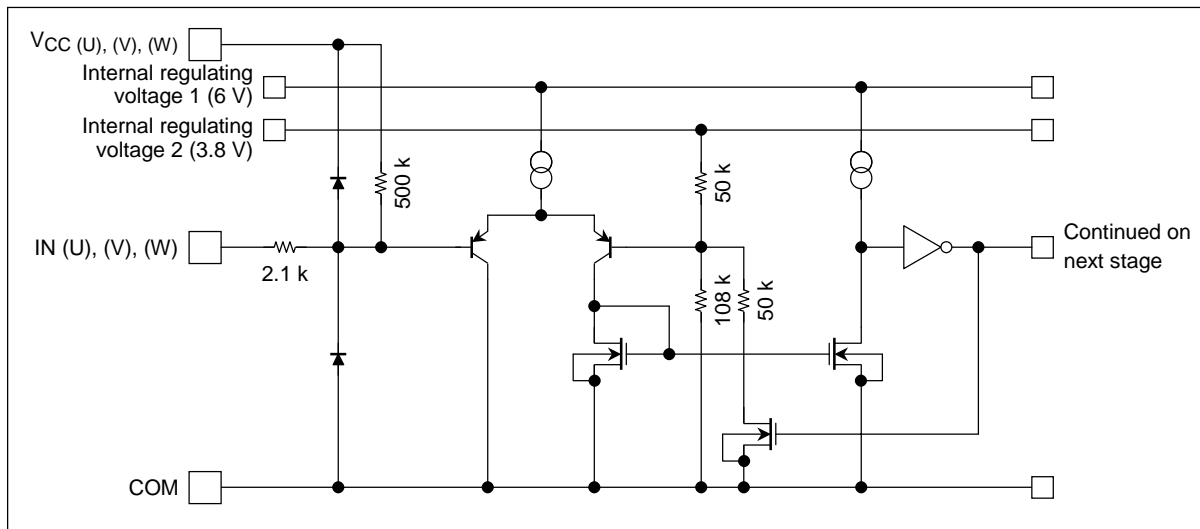 VCC (U), (V), (W)
Internal regulating
voltage 1 (6 V)
Internal regulating
voltage 2 (3.8 V)
500 k
50 k
IN (U), (V), (W)
2.1 k
108 k
50 k
Continued on
next stage
COM